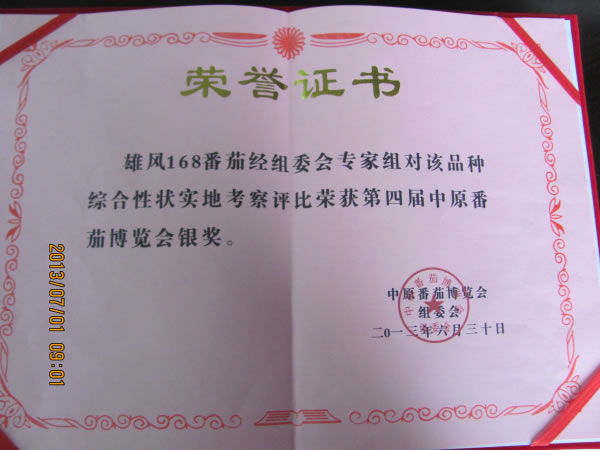 荣誉证书
雄风168番茄经组委会专家组对该品种
综合性状实地考察评比荣获第四届中原番
茄博览会银奖。
中原番茄博览会
组委会
二0一三年六月三十日
2013/07/01 09:01